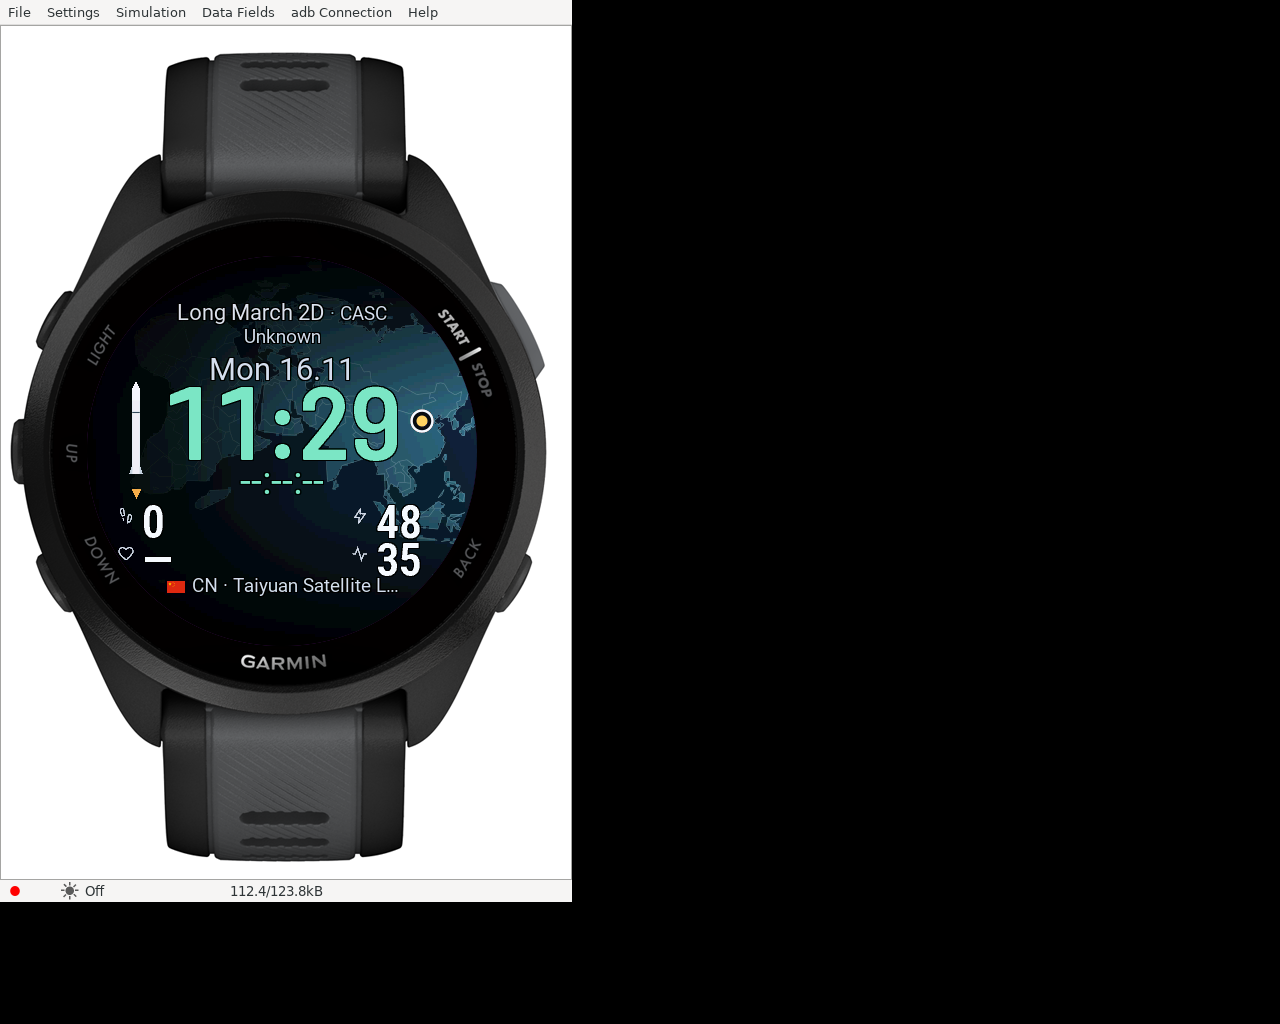 File Settings Simulation Data Fields adb Connection Help
Long March 2D · CASC
Unknown
Mon 16.11
11:29
--:--:--
0 48
— 35
CN · Taiyuan Satellite L…
LIGHT
UP
DOWN
START
STOP
BACK
GARMIN
Off 112.4/123.8kB